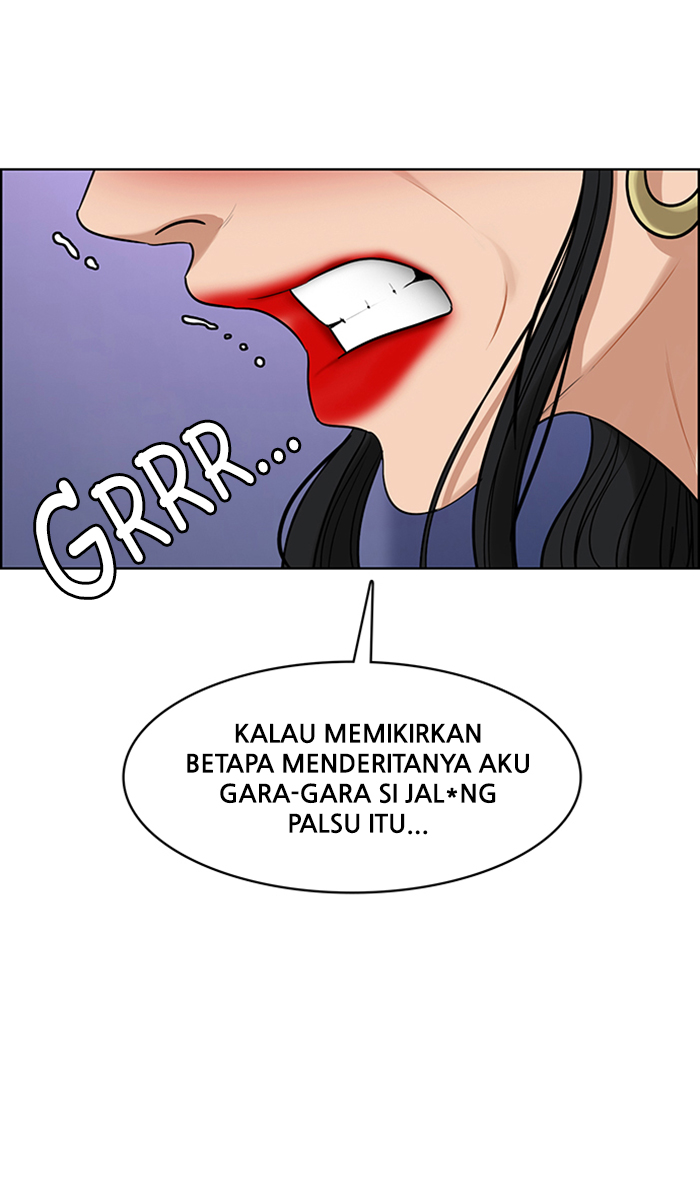 GRRR...
KALAU MEMIKIRKAN
BETAPA MENDERITANYA AKU
GARA-GARA SI JAL*NG
PALSU ITU...